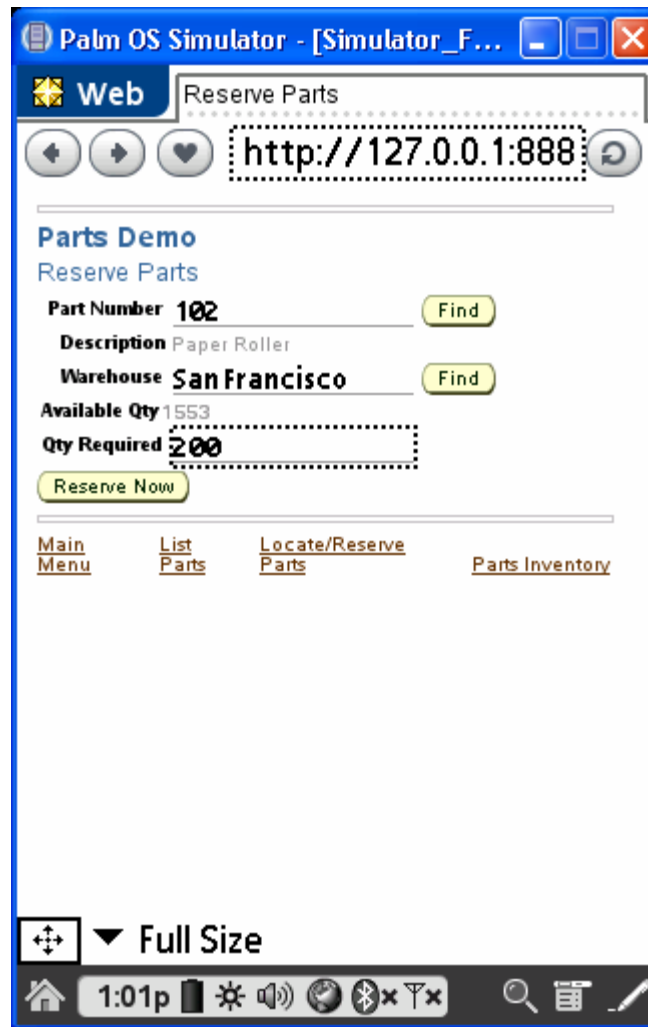 Palm OS Simulator - [Simulator_F...
Web Reserve Parts
http://127.0.0.1:888
Parts Demo
Reserve Parts
Part Number 102 Find
Description Paper Roller
Warehouse San Francisco Find
Available Qty 1553
Qty Required 200
Reserve Now
Main List Locate/Reserve
Menu Parts Parts Parts Inventory
Full Size
1:01p